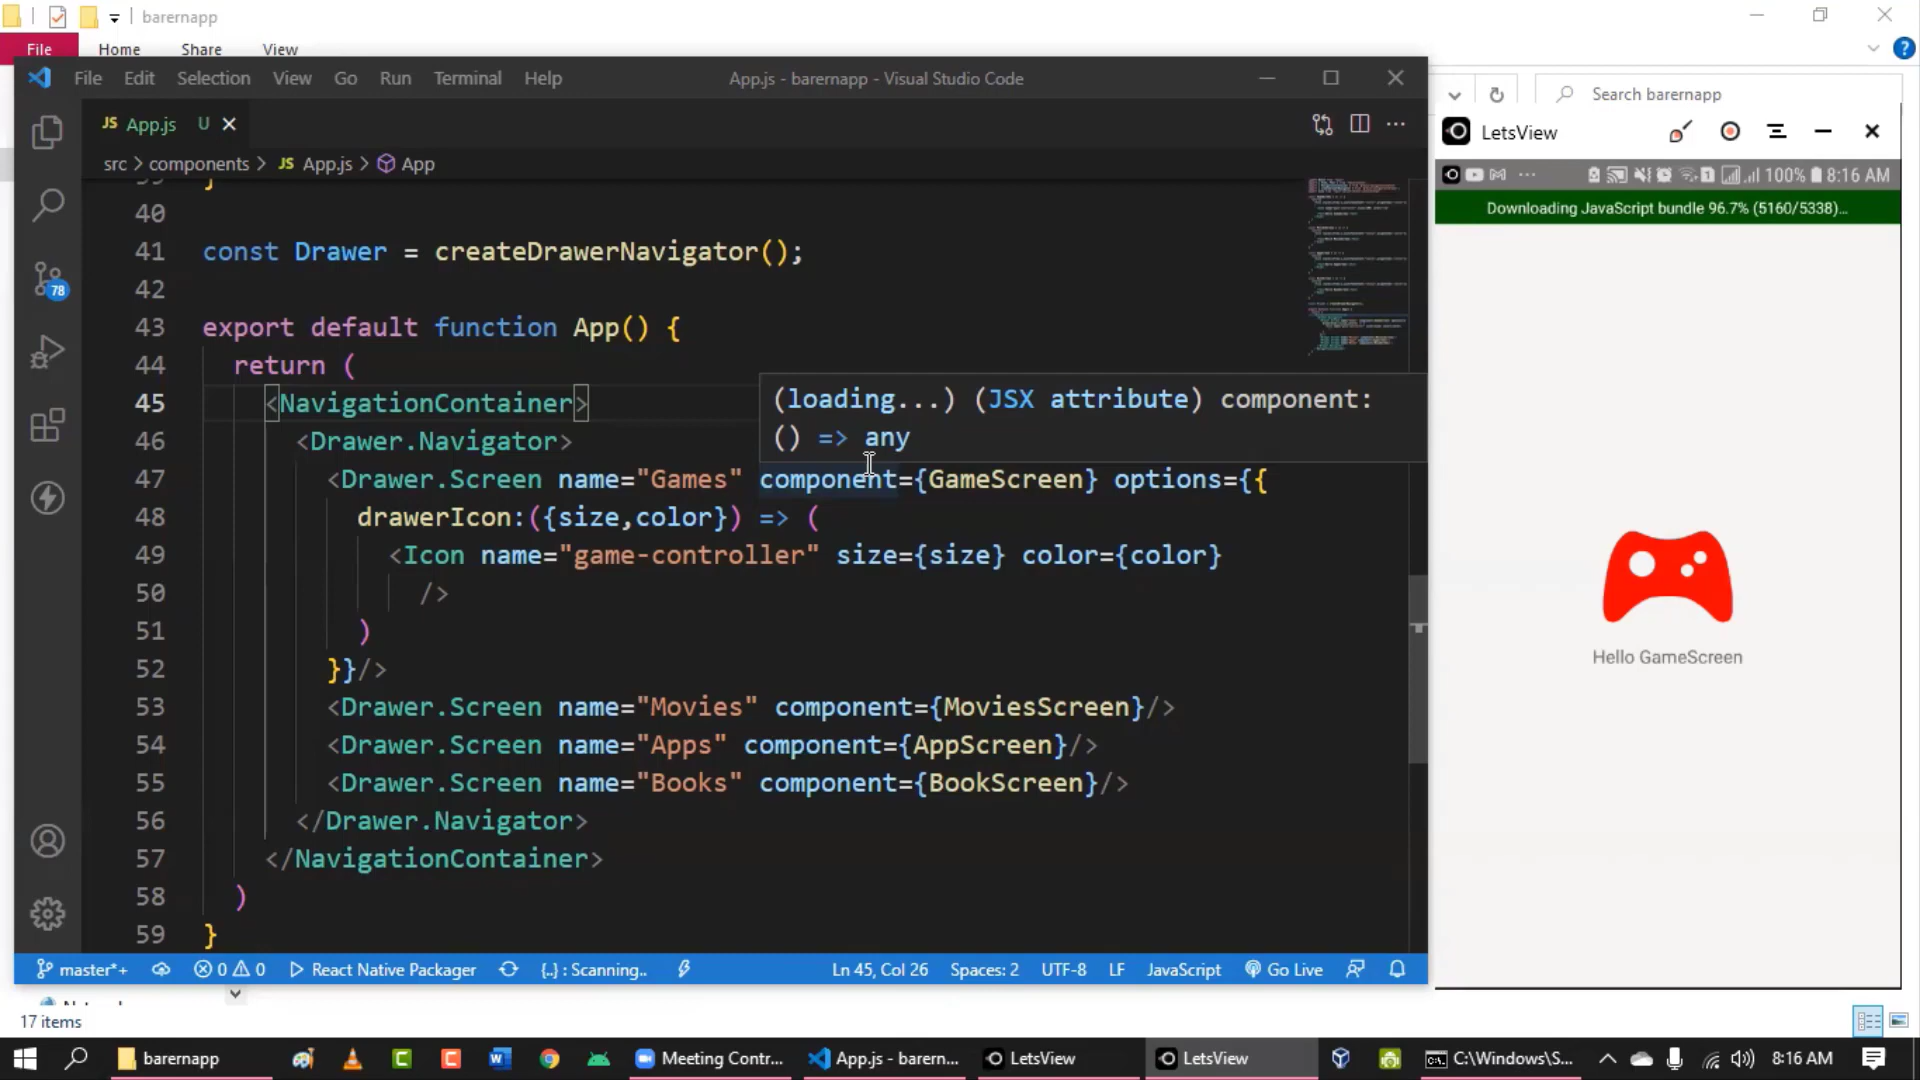 barernapp
File Home Share View
File Edit Selection View Go Run Terminal Help
App.js - barernapp - Visual Studio Code
JS App.js U
src > components > JS App.js > App
40
41 const Drawer = createDrawerNavigator();
42
43 export default function App() {
44 return (
45 <NavigationContainer>
46 <Drawer.Navigator>
47 <Drawer.Screen name="Games" component={GameScreen} options={{
48 drawerIcon:({size,color}) => (
49 <Icon name="game-controller" size={size} color={color}
50 />
51 )
52 }}/>
53 <Drawer.Screen name="Movies" component={MoviesScreen}/>
54 <Drawer.Screen name="Apps" component={AppScreen}/>
55 <Drawer.Screen name="Books" component={BookScreen}/>
56 </Drawer.Navigator>
57 </NavigationContainer>
58 )
59 }
(loading...) (JSX attribute) component:
() => any
78
master*+ 0 0 React Native Packager {..} : Scanning.. Ln 45, Col 26 Spaces: 2 UTF-8 LF JavaScript Go Live
Search barernapp
LetsView
100% 8:16 AM
Downloading JavaScript bundle 96.7% (5160/5338)…
Hello GameScreen
17 items
barernapp Meeting Contr... App.js - barern... LetsView LetsView C:\Windows\S... 8:16 AM